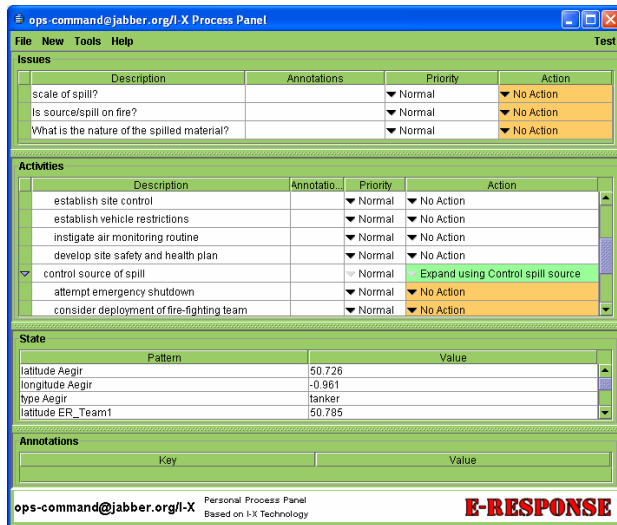 ops-command@jabber.org/I-X Process Panel
File New Tools Help Test
Issues
Description Annotations Priority Action
scale of spill? Normal No Action
Is source/spill on fire? Normal No Action
What is the nature of the spilled material? Normal No Action
Activities
Description Annotatio... Priority Action
establish site control Normal No Action
establish vehicle restrictions Normal No Action
instigate air monitoring routine Normal No Action
develop site safety and health plan Normal No Action
control source of spill Normal Expand using Control spill source
attempt emergency shutdown Normal No Action
consider deployment of fire-fighting team Normal No Action
State
Pattern Value
latitude Aegir 50.726
longitude Aegir -0.961
type Aegir tanker
latitude ER_Team1 50.785
Annotations
Key Value
ops-command@jabber.org/I-X Personal Process Panel
Based on I-X Technology
E-RESPONSE